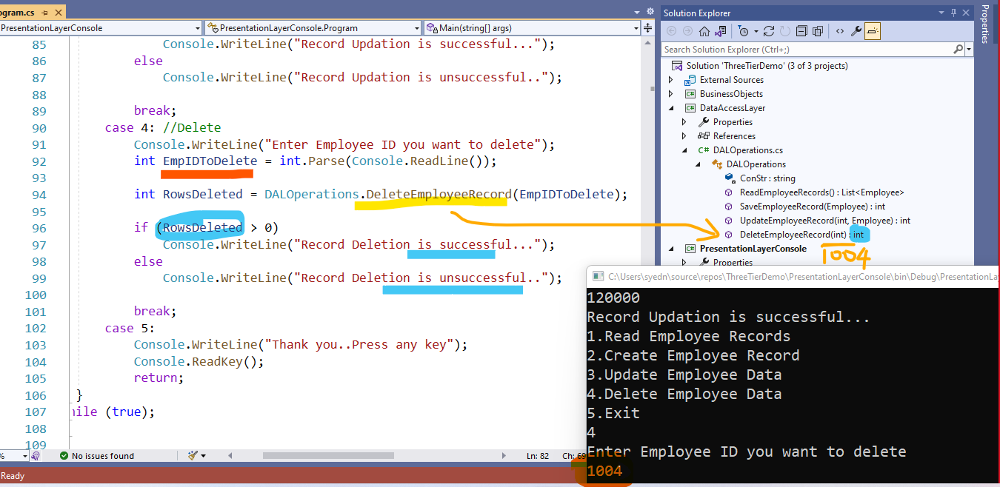 ogram.cs
PresentationLayerConsole
PresentationLayerConsole.Program
Main(string[] args)
85 Console.WriteLine("Record Updation is successful...");
86 else
87 Console.WriteLine("Record Updation is unsuccessful..");
88
89 break;
90 case 4: //Delete
91 Console.WriteLine("Enter Employee ID you want to delete");
92 int EmpIDToDelete = int.Parse(Console.ReadLine());
93
94 int RowsDeleted = DALOperations.DeleteEmployeeRecord(EmpIDToDelete);
95
96 if (RowsDeleted > 0)
97 Console.WriteLine("Record Deletion is successful...");
98 else
99 Console.WriteLine("Record Deletion is unsuccessful..");
100
101 break;
102 case 5:
103 Console.WriteLine("Thank you..Press any key");
104 Console.ReadKey();
105 return;
106 }
107 hile (true);
108
109
% No issues found Ln: 82 Ch: 69
Ready
Solution Explorer
Search Solution Explorer (Ctrl+;)
Solution 'ThreeTierDemo' (3 of 3 projects)
External Sources
C# BusinessObjects
C# DataAccessLayer
Properties
References
C# DALOperations.cs
DALOperations
ConStr : string
ReadEmployeeRecords() : List<Employee>
SaveEmployeeRecord(Employee) : int
UpdateEmployeeRecord(int, Employee) : int
DeleteEmployeeRecord(int) : int
C# PresentationLayerConsole
Properties
1004
Properties
C:\Users\syedn\source\repos\ThreeTierDemo\PresentationLayerConsole\bin\Debug\PresentationLa
120000
Record Updation is successful...
1.Read Employee Records
2.Create Employee Record
3.Update Employee Data
4.Delete Employee Data
5.Exit
4
Enter Employee ID you want to delete
1004